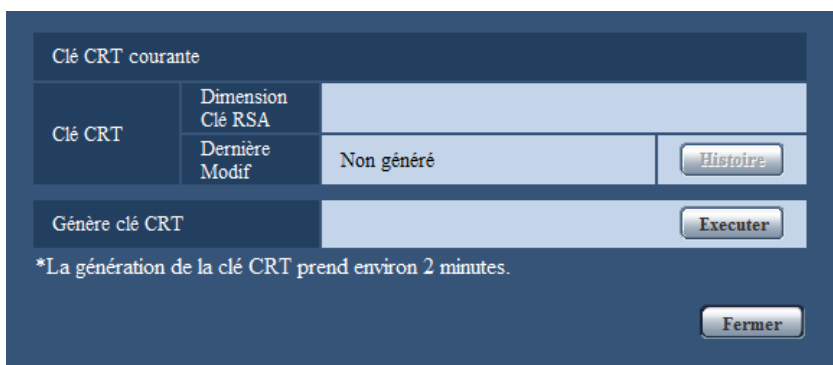 Clé CRT courante
Clé CRT
Dimension
Clé RSA
Dernière
Modif
Non généré
Histoire
Génère clé CRT
Executer
*La génération de la clé CRT prend environ 2 minutes.
Fermer